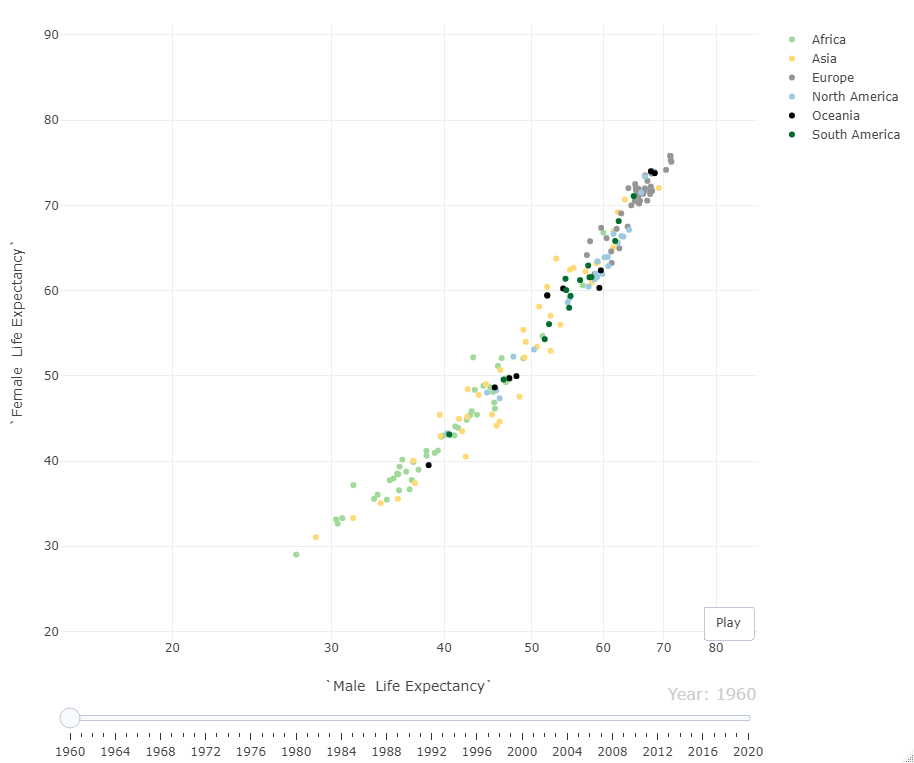 90
80
70
60
50
40
30
20
`Female  Life Expectancy`
20 30 40 50 60 70 80
`Male  Life Expectancy`
Africa
Asia
Europe
North America
Oceania
South America
Play
Year: 1960
1960 1964 1968 1972 1976 1980 1984 1988 1992 1996 2000 2004 2008 2012 2016 2020